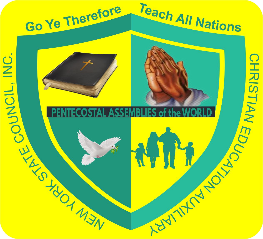 Go Ye Therefore Teach All Nations
PENTECOSTAL ASSEMBLIES of the WORLD
NEW YORK STATE COUNCIL, INC.
CHRISTIAN EDUCATION AUXILIARY